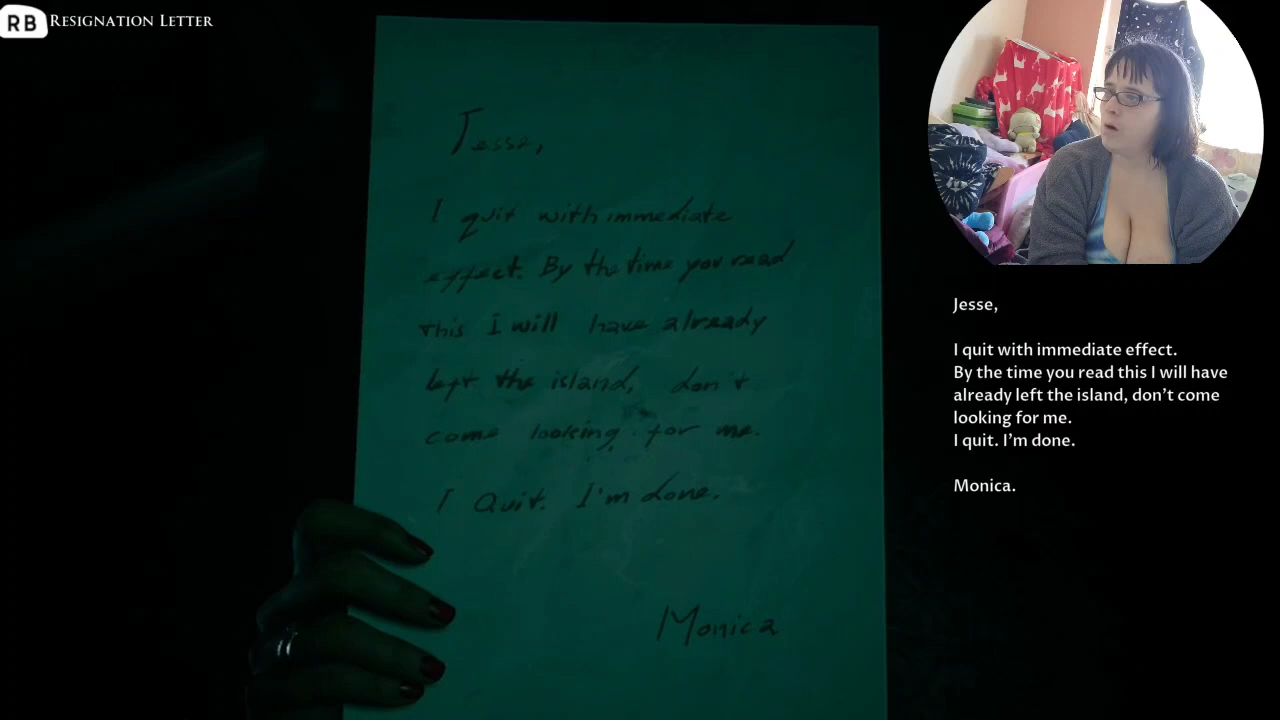 RB RESIGNATION LETTER
Jesse,
I quit with immediate
effect. By the time you read
this I will have already
left the island, don't
come looking for me.
I Quit. I'm done.
Monica
Jesse,
I quit with immediate effect.
By the time you read this I will have
already left the island, don't come
looking for me.
I quit. I'm done.
Monica.